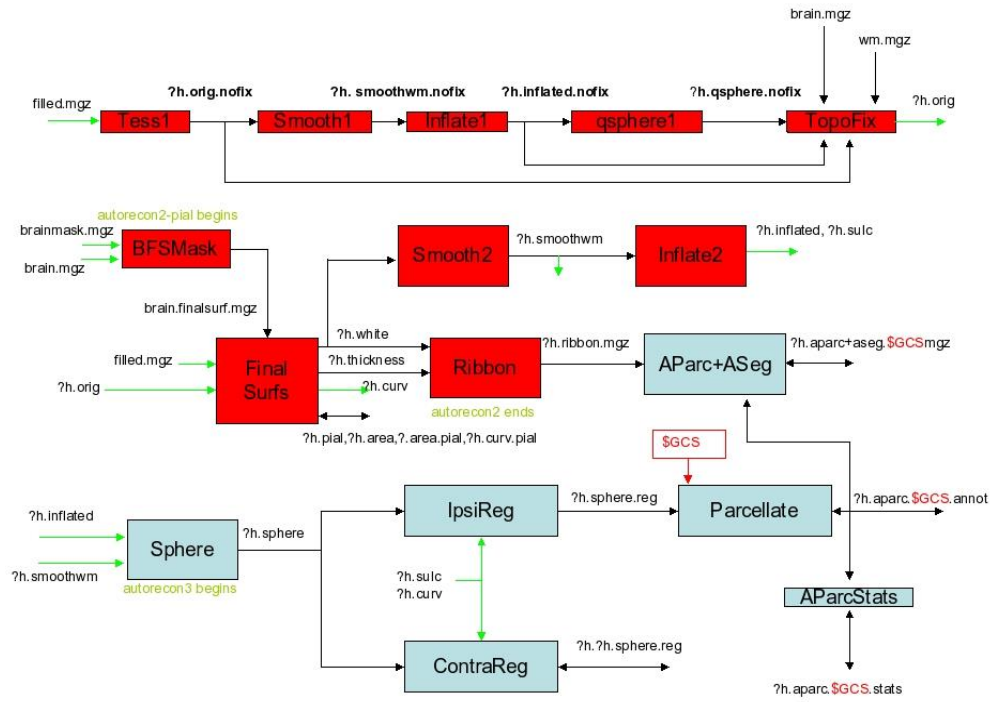 brain.mgz
wm.mgz
filled.mgz
?h.orig.nofix
?h. smoothwm.nofix
?h.inflated.nofix
?h.qsphere.nofix
?h.orig
Tess1
Smooth1
Inflate1
qsphere1
TopoFix
autorecon2-pial begins
brainmask.mgz
brain.mgz
BFSMask
Smooth2
?h.smoothwm
Inflate2
?h.inflated, ?h.sulc
brain.finalsurf.mgz
filled.mgz
?h.orig
Final
Surfs
?h.white
?h.thickness
?h.curv
Ribbon
?h.ribbon.mgz
AParc+ASeg
?h.aparc+aseg.$GCSmgz
autorecon2 ends
?h.pial,?h.area,?.area.pial,?h.curv.pial
$GCS
?h.inflated
?h.smoothwm
Sphere
autorecon3 begins
?h.sphere
IpsiReg
?h.sphere.reg
Parcellate
?h.aparc.$GCS.annot
?h.sulc
?h.curv
AParcStats
ContraReg
?h.?h.sphere.reg
?h.aparc.$GCS.stats